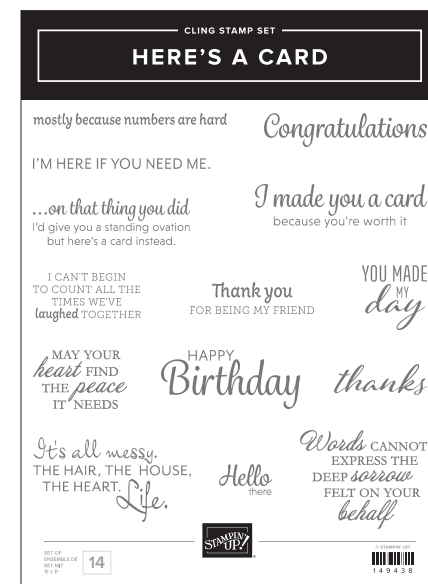 CLING STAMP SET
HERE'S A CARD
mostly because numbers are hard
Congratulations
I'M HERE IF YOU NEED ME.
I made you a card
because you're worth it
...on that thing you did
I'd give you a standing ovation
but here's a card instead.
I CAN'T BEGIN
TO COUNT ALL THE
TIMES WE'VE
laughed TOGETHER
Thank you
FOR BEING MY FRIEND
YOU MADE
MY
day
MAY YOUR
heart FIND
THE peace
IT NEEDS
HAPPY
Birthday
thanks
It's all messy.
THE HAIR, THE HOUSE,
THE HEART.
Life.
Hello
there
Words CANNOT
EXPRESS THE
DEEP sorrow
FELT ON YOUR
behalf
SET OF
ENSEMBLE DE
SET MIT
セット
14
STAMPIN'
UP!
®
© STAMPIN' UP!
149438